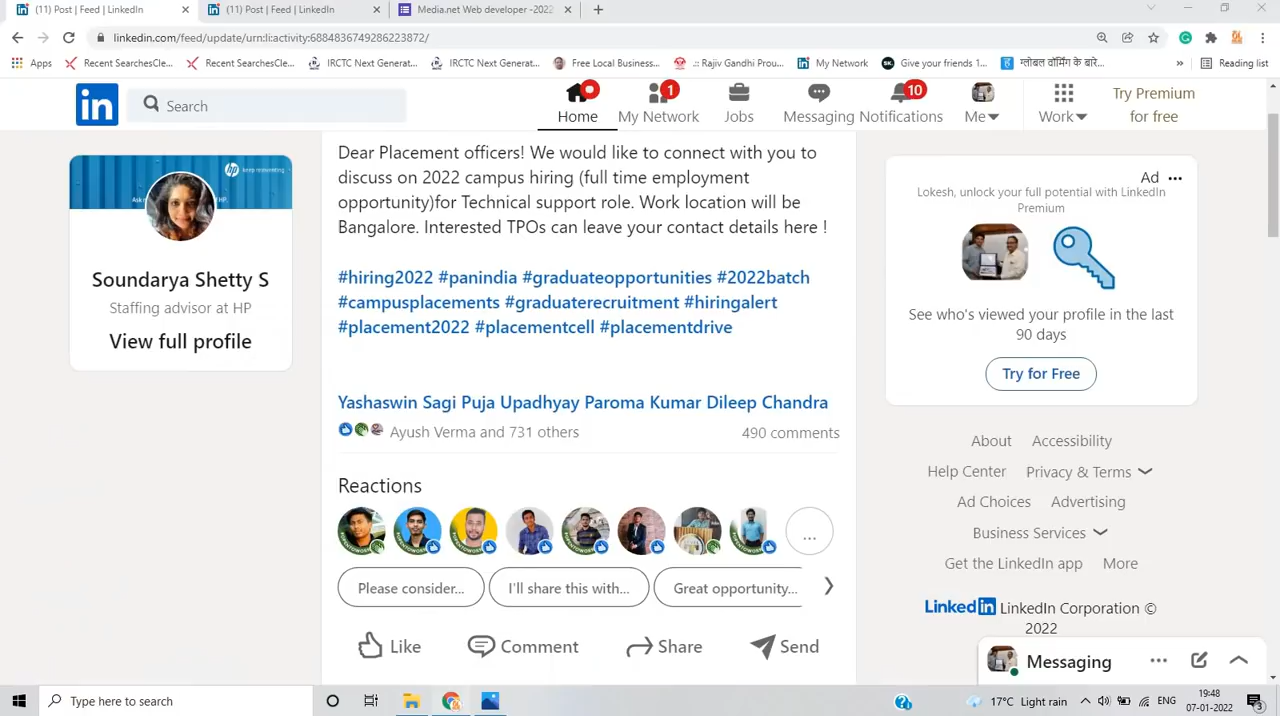 (11) Post | Feed | LinkedIn
(11) Post | Feed | LinkedIn
Media.net Web developer -2022
linkedin.com/feed/update/urn:li:activity:6884836749286223872/
Apps
Recent SearchesCle...
Recent SearchesCle...
IRCTC Next Generat...
IRCTC Next Generat...
Free Local Business...
.:: Rajiv Gandhi Prou...
My Network
Give your friends 1...
ग्लोबल वॉर्मिंग के बारे...
»
Reading list
in
Search
Home
1
My Network
Jobs
Messaging
10
Notifications
Me
Work
Try Premium
for free
hp keep reinventing
Soundarya Shetty S
Staffing advisor at HP
View full profile
Dear Placement officers! We would like to connect with you to
discuss on 2022 campus hiring (full time employment
opportunity)for Technical support role. Work location will be
Bangalore. Interested TPOs can leave your contact details here !
#hiring2022 #panindia #graduateopportunities #2022batch
#campusplacements #graduaterecruitment #hiringalert
#placement2022 #placementcell #placementdrive
Yashaswin Sagi Puja Upadhyay Paroma Kumar Dileep Chandra
Ayush Verma and 731 others
490 comments
Reactions
...
Please consider...
I'll share this with...
Great opportunity...
Like
Comment
Share
Send
Ad
Lokesh, unlock your full potential with LinkedIn
Premium
See who's viewed your profile in the last
90 days
Try for Free
About
Accessibility
Help Center
Privacy & Terms
Ad Choices
Advertising
Business Services
Get the LinkedIn app
More
Linkedin LinkedIn Corporation ©
2022
Messaging
Type here to search
17°C Light rain
ENG
19:48
07-01-2022
3